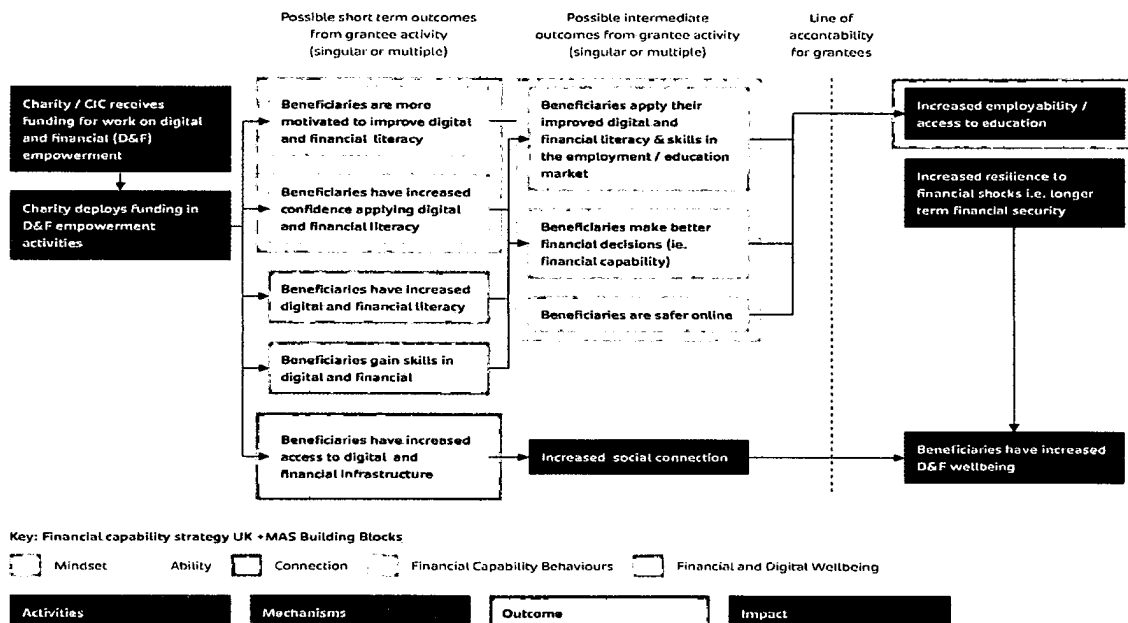 Possible short term outcomes
from grantee activity
(singular or multiple)
Possible intermediate
outcomes from grantee activity
(singular or multiple)
Line of
accontability
for grantees
Charity / CIC receives
funding for work on digital
and financial (D&F)
empowerment
Charity deploys funding in
D&F empowerment
activities
Beneficiaries are more
motivated to improve digital
and financial literacy
Beneficiaries have increased
confidence applying digital
and financial literacy
Beneficiaries have increased
digital and financial literacy
Beneficiaries gain skills in
digital and financial
Beneficiaries have increased
access to digital and
financial infrastructure
Beneficiaries apply their
improved digital and
financial literacy & skills in
the employment / education
market
Beneficiaries make better
financial decisions (ie.
financial capability)
Beneficiaries are safer online
Increased social connection
Increased employability /
access to education
Increased resilience to
financial shocks i.e. longer
term financial security
Beneficiaries have increased
D&F wellbeing
Key: Financial capability strategy UK +MAS Building Blocks
Mindset
Ability
Connection
Financial Capability Behaviours
Financial and Digital Wellbeing
Activities
Mechanisms
Outcome
Impact